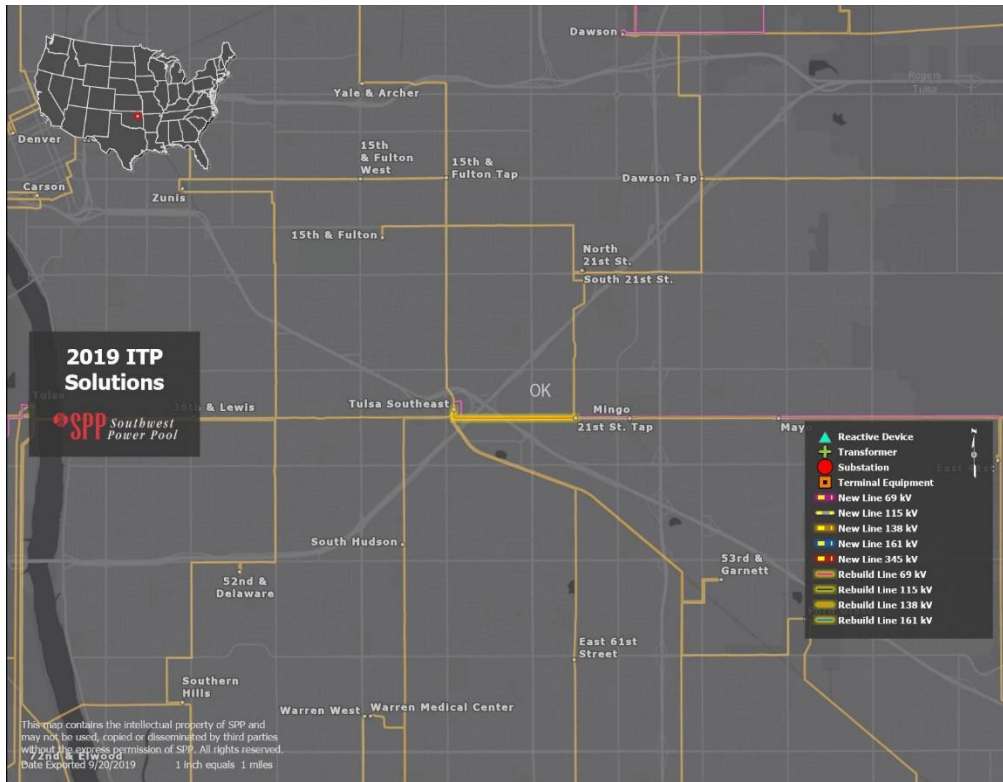 Dawson
Rogers
Tulsa
Yale & Archer
Denver
15th
& Fulton
West
15th &
Fulton Tap
Dawson Tap
Carson
Zunis
15th & Fulton
North
21st St.
South 21st St.
OK
2019 ITP
Solutions
SPP Southwest
Power Pool
Tulsa
36th & Lewis
Tulsa Southeast
Mingo
21st St. Tap
Mayo
Reactive Device
Transformer
Substation
Terminal Equipment
New Line 69 kV
New Line 115 kV
New Line 138 kV
New Line 161 kV
New Line 345 kV
Rebuild Line 69 kV
Rebuild Line 115 kV
Rebuild Line 138 kV
Rebuild Line 161 kV
N
East 41st
South Hudson
52nd &
Delaware
53rd &
Garnett
East 61st
Street
Southern
Hills
Warren West
Warren Medical Center
This map contains the intellectual property of SPP and
may not be used, copied or disseminated by third parties
without the express permission of SPP. All rights reserved.
72nd & Elwood
Date Exported 9/20/2019 1 inch equals 1 miles